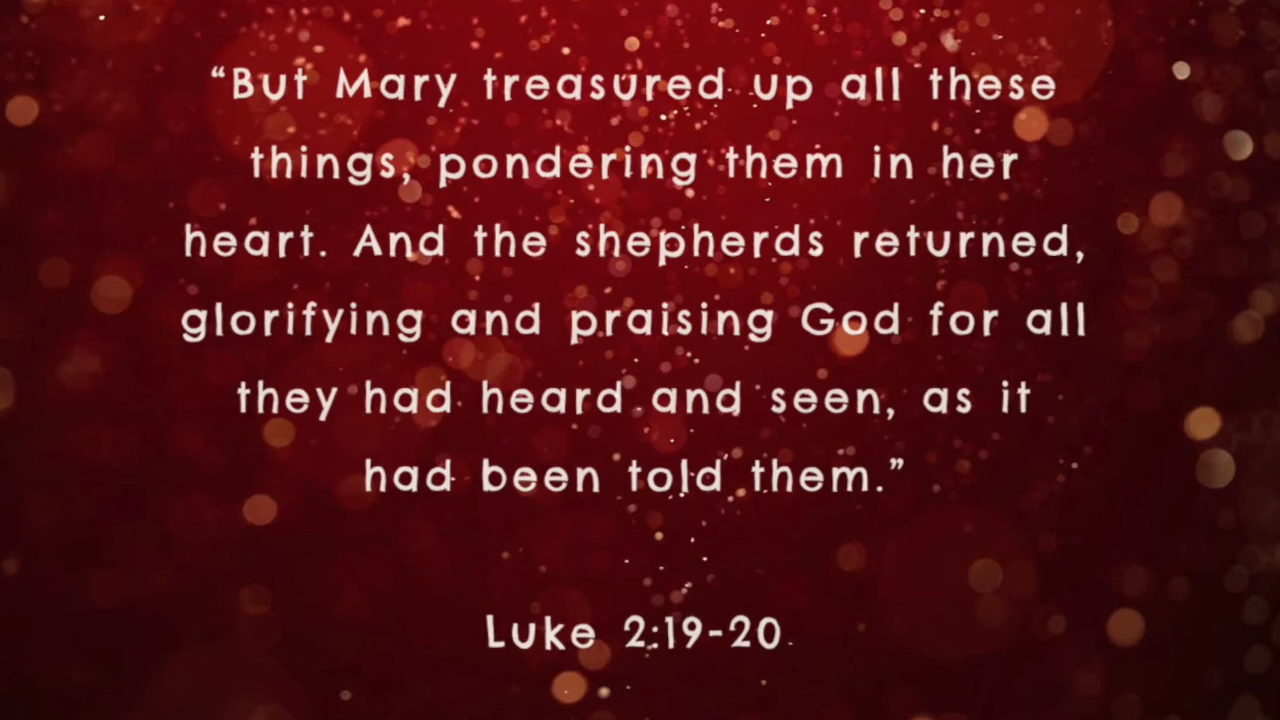 “But Mary treasured up all these
things, pondering them in her
heart. And the shepherds returned,
glorifying and praising God for all
they had heard and seen, as it
had been told them.”
Luke 2:19-20